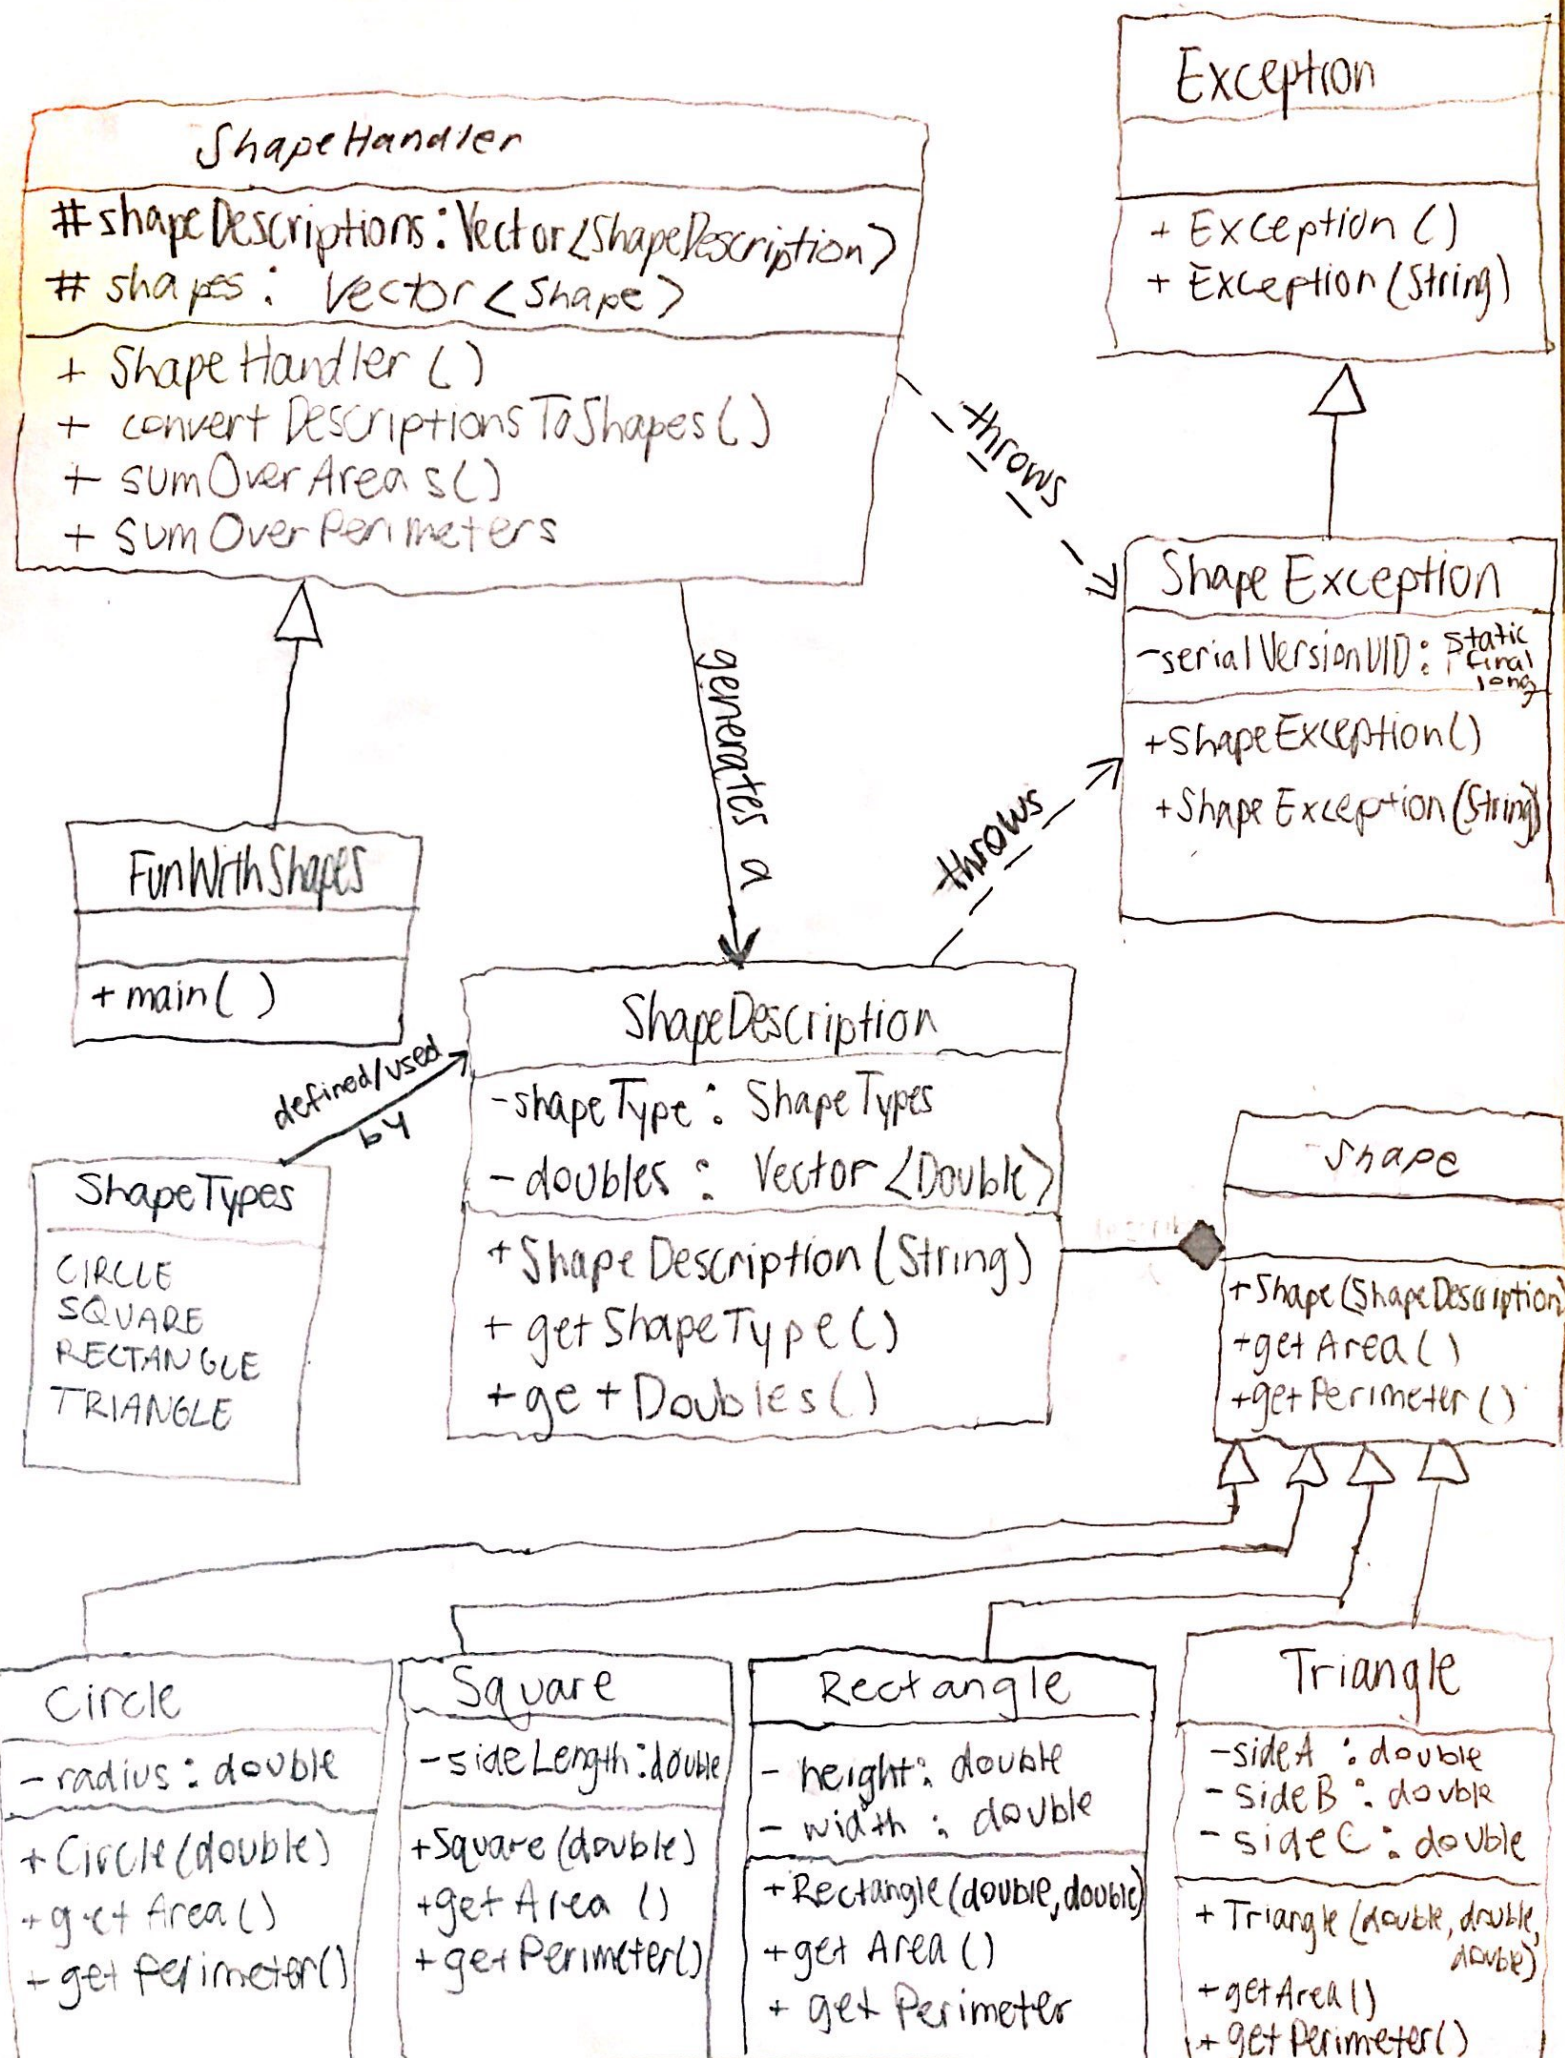 ShapeHandler
# shapeDescriptions: Vector<ShapeDescription>
# shapes: Vector<Shape>
+ ShapeHandler ()
+ convertDescriptionsToShapes()
+ sumOverAreas()
+ sumOverPerimeters
Exception
+ Exception ()
+ Exception (String)
throws
ShapeException
-serialVersionUID: static
final
long
+ShapeException()
+ShapeException(String)
generates a
throws
FunWithShapes
+main( )
defined/used
by
ShapeTypes
CIRCLE
SQUARE
RECTANGLE
TRIANGLE
ShapeDescription
-shapeType: ShapeTypes
- doubles : Vector <Double>
+ShapeDescription (String)
+ getShapeType()
+getDoubles()
Shape
+Shape(ShapeDescription)
+getArea()
+getPerimeter()
Circle
- radius: double
+Circle(double)
+getArea()
+getPerimeter()
Square
-sideLength:double
+Square(double)
+getArea ()
+getPerimeter()
Rectangle
- height: double
- width : double
+Rectangle(double,double)
+getArea()
+ getPerimeter
Triangle
-sideA : double
- sideB : double
- sideC : double
+ Triangle (double, double,
double)
+getArea()
+getPerimeter()